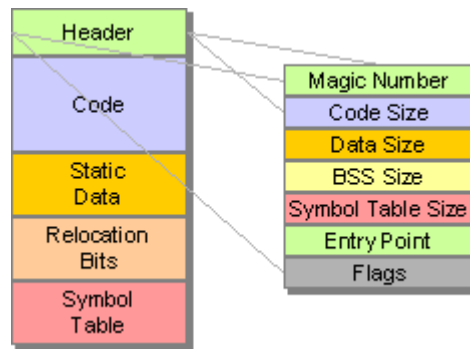 Header
Code
Static
Data
Relocation
Bits
Symbol
Table
Magic Number
Code Size
Data Size
BSS Size
Symbol Table Size
Entry Point
Flags